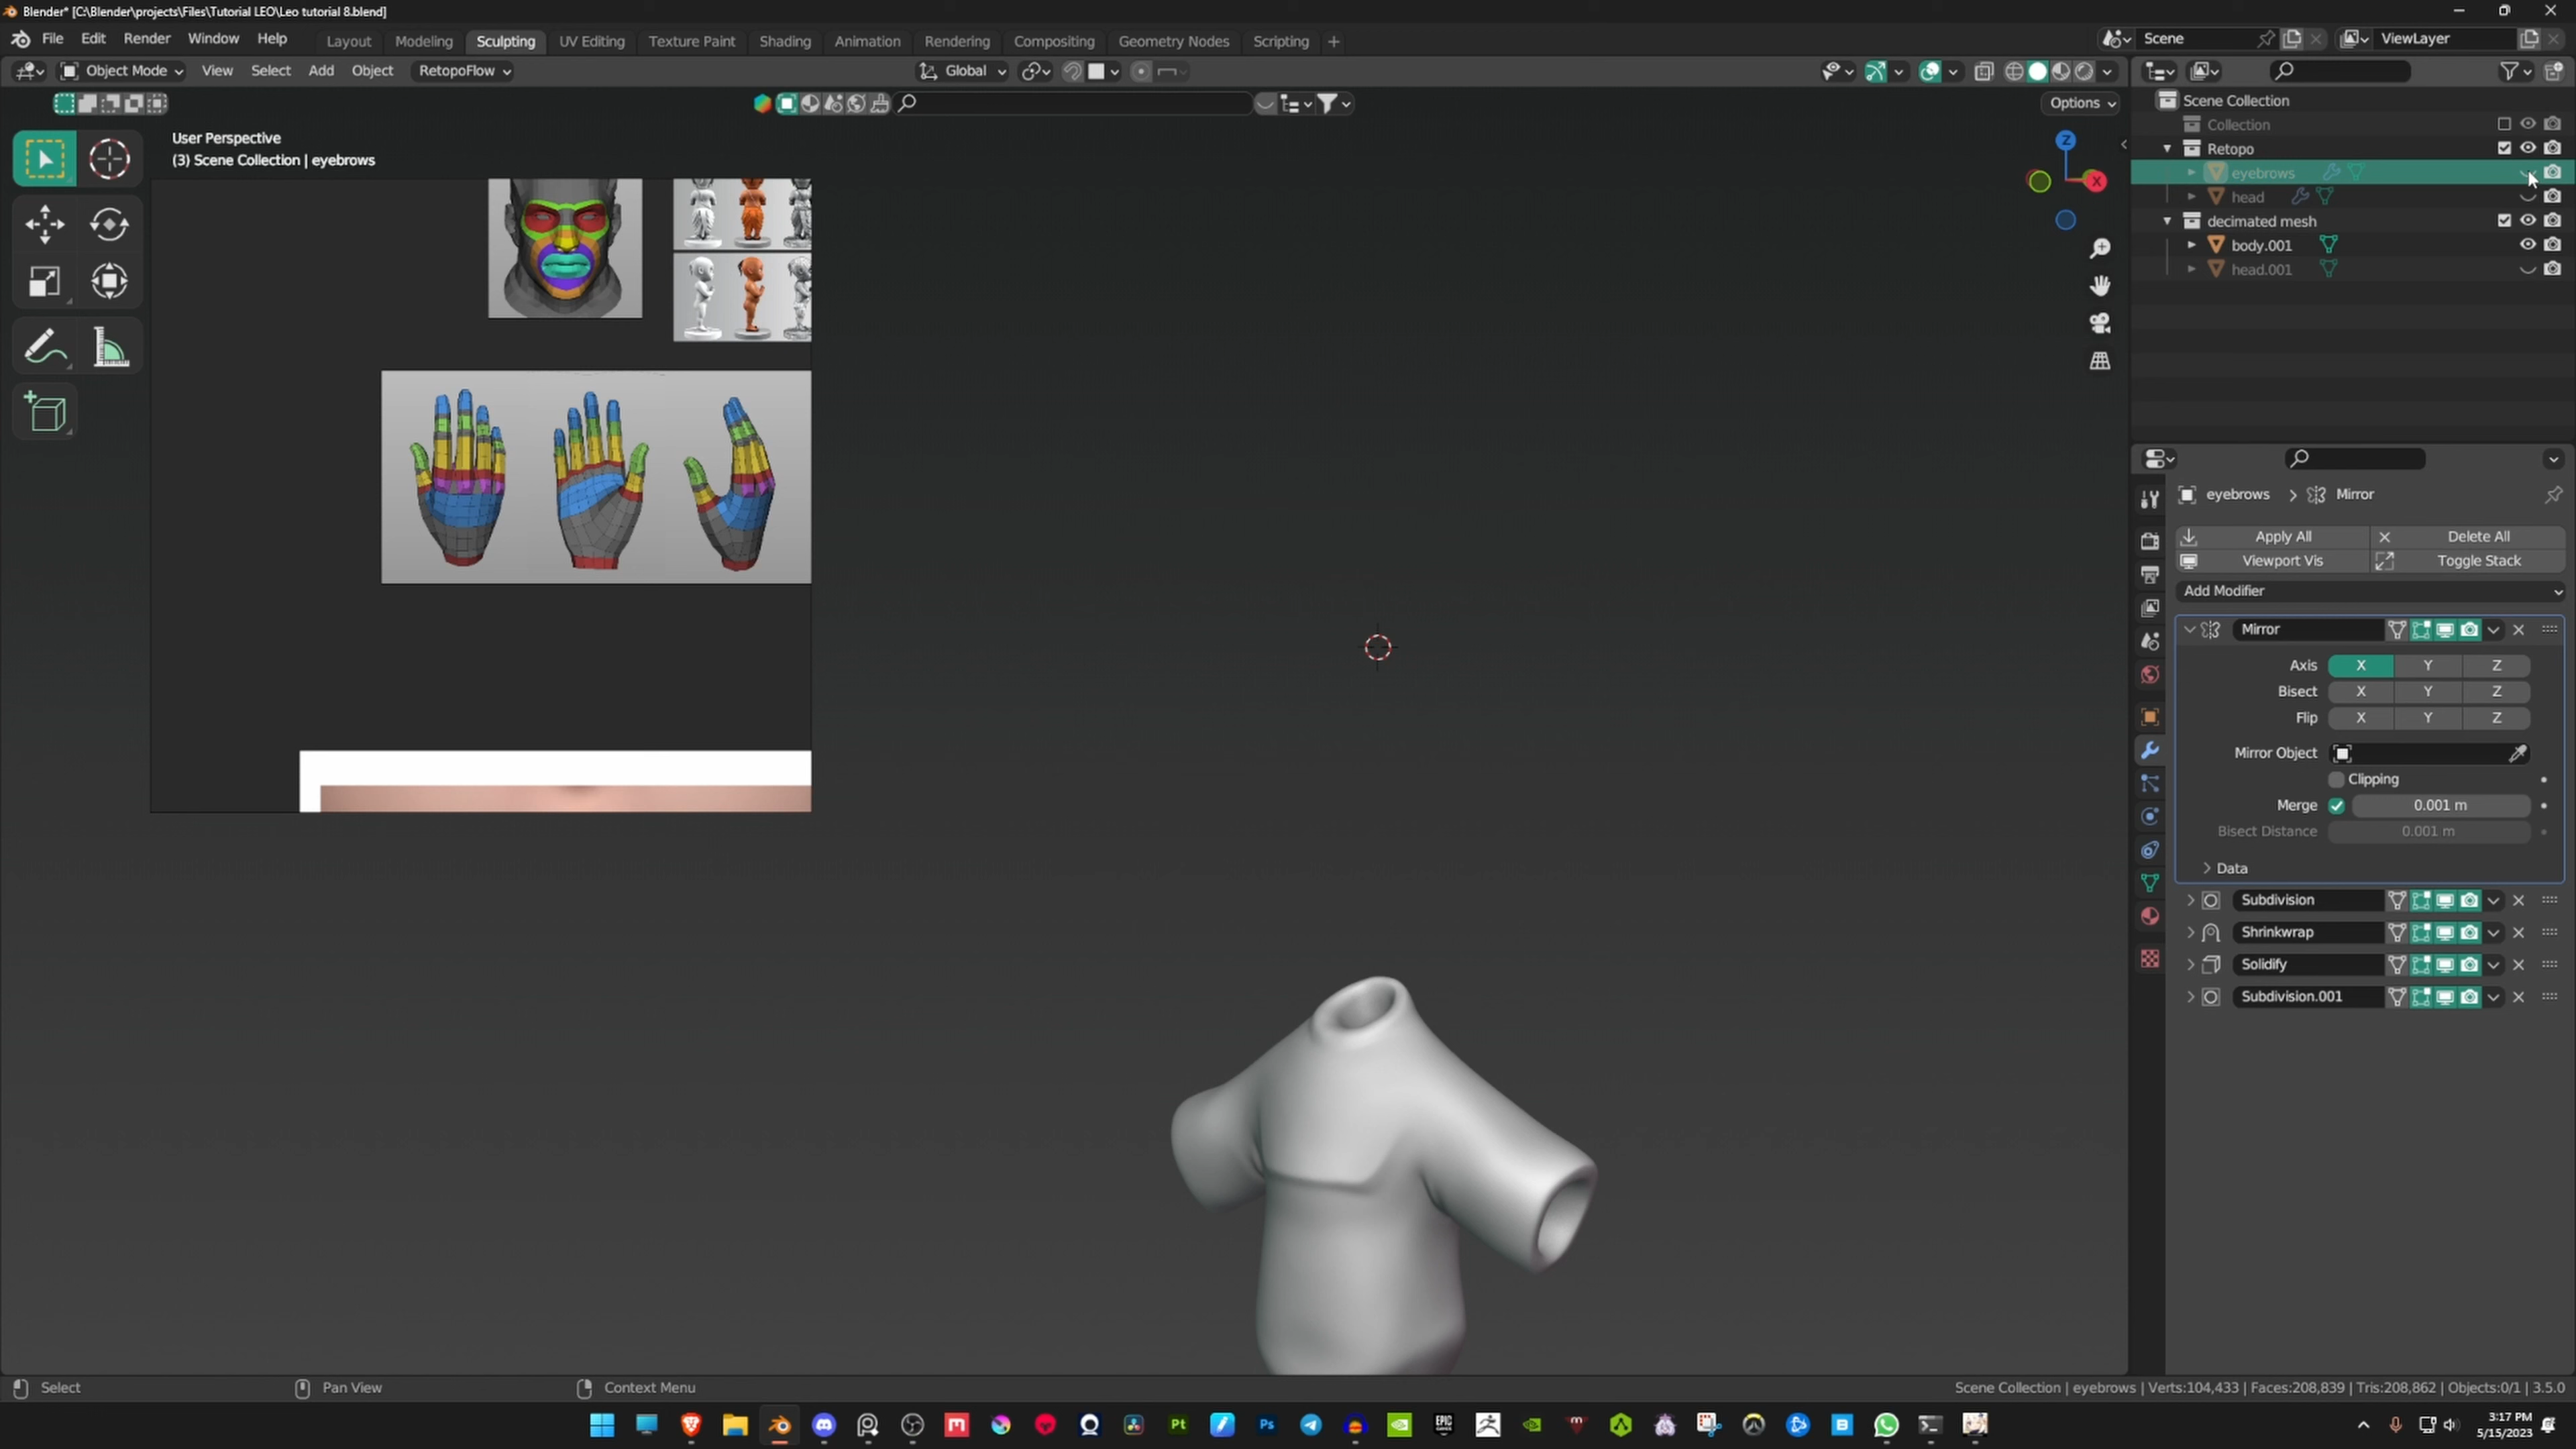 Blender* [C:\Blender\projects\Files\Tutorial LEO\Leo tutorial 8.blend]
File Edit Render Window Help
Layout Modeling Sculpting UV Editing Texture Paint Shading Animation Rendering Compositing Geometry Nodes Scripting +
Scene
ViewLayer
Object Mode View Select Add Object RetopoFlow
Global
Options
User Perspective
(3) Scene Collection | eyebrows
Z
X
Scene Collection
Collection
Retopo
eyebrows
head
decimated mesh
body.001
head.001
eyebrows > Mirror
Apply All
Delete All
Viewport Vis
Toggle Stack
Add Modifier
Mirror
Axis X Y Z
Bisect X Y Z
Flip X Y Z
Mirror Object
Clipping
Merge 0.001 m
Bisect Distance 0.001 m
Data
Subdivision
Shrinkwrap
Solidify
Subdivision.001
Select
Pan View
Context Menu
Scene Collection | eyebrows | Verts:104,433 | Faces:208,839 | Tris:208,862 | Objects:0/1 | 3.5.0
Pt
Ps
EPIC GAMES
3:17 PM
5/15/2023